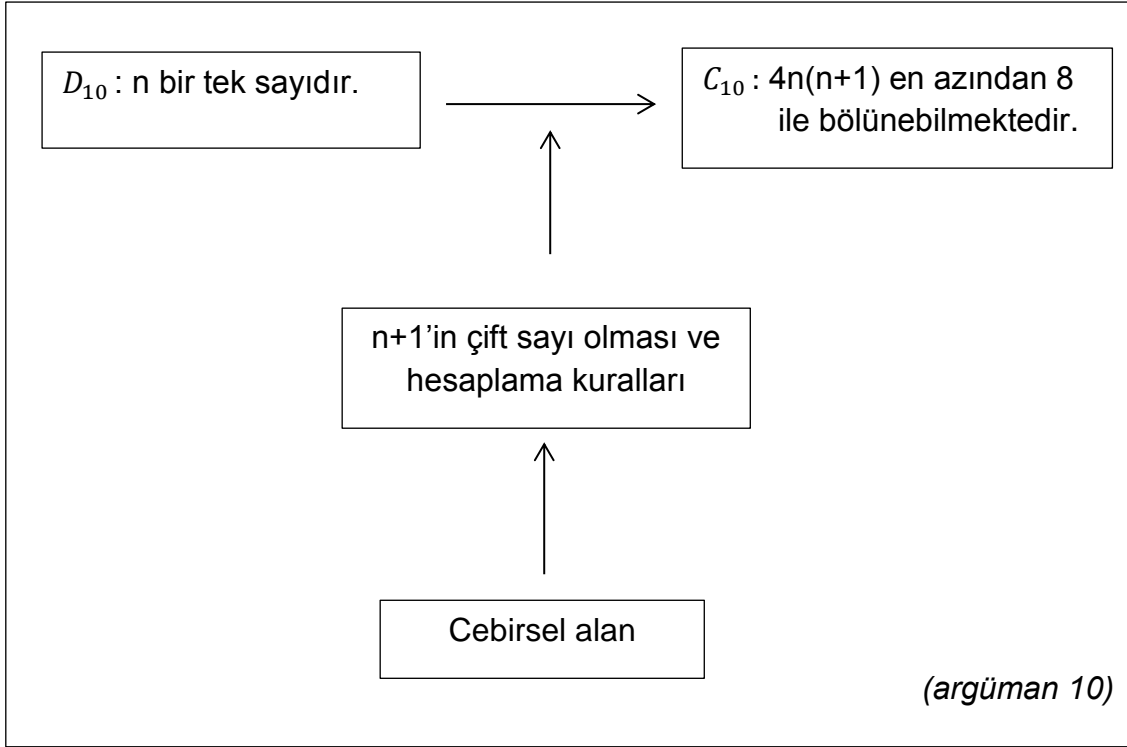 D₁₀ : n bir tek sayıdır.
C₁₀ : 4n(n+1) en azından 8
ile bölünebilmektedir.
n+1’in çift sayı olması ve
hesaplama kuralları
Cebirsel alan
(argüman 10)